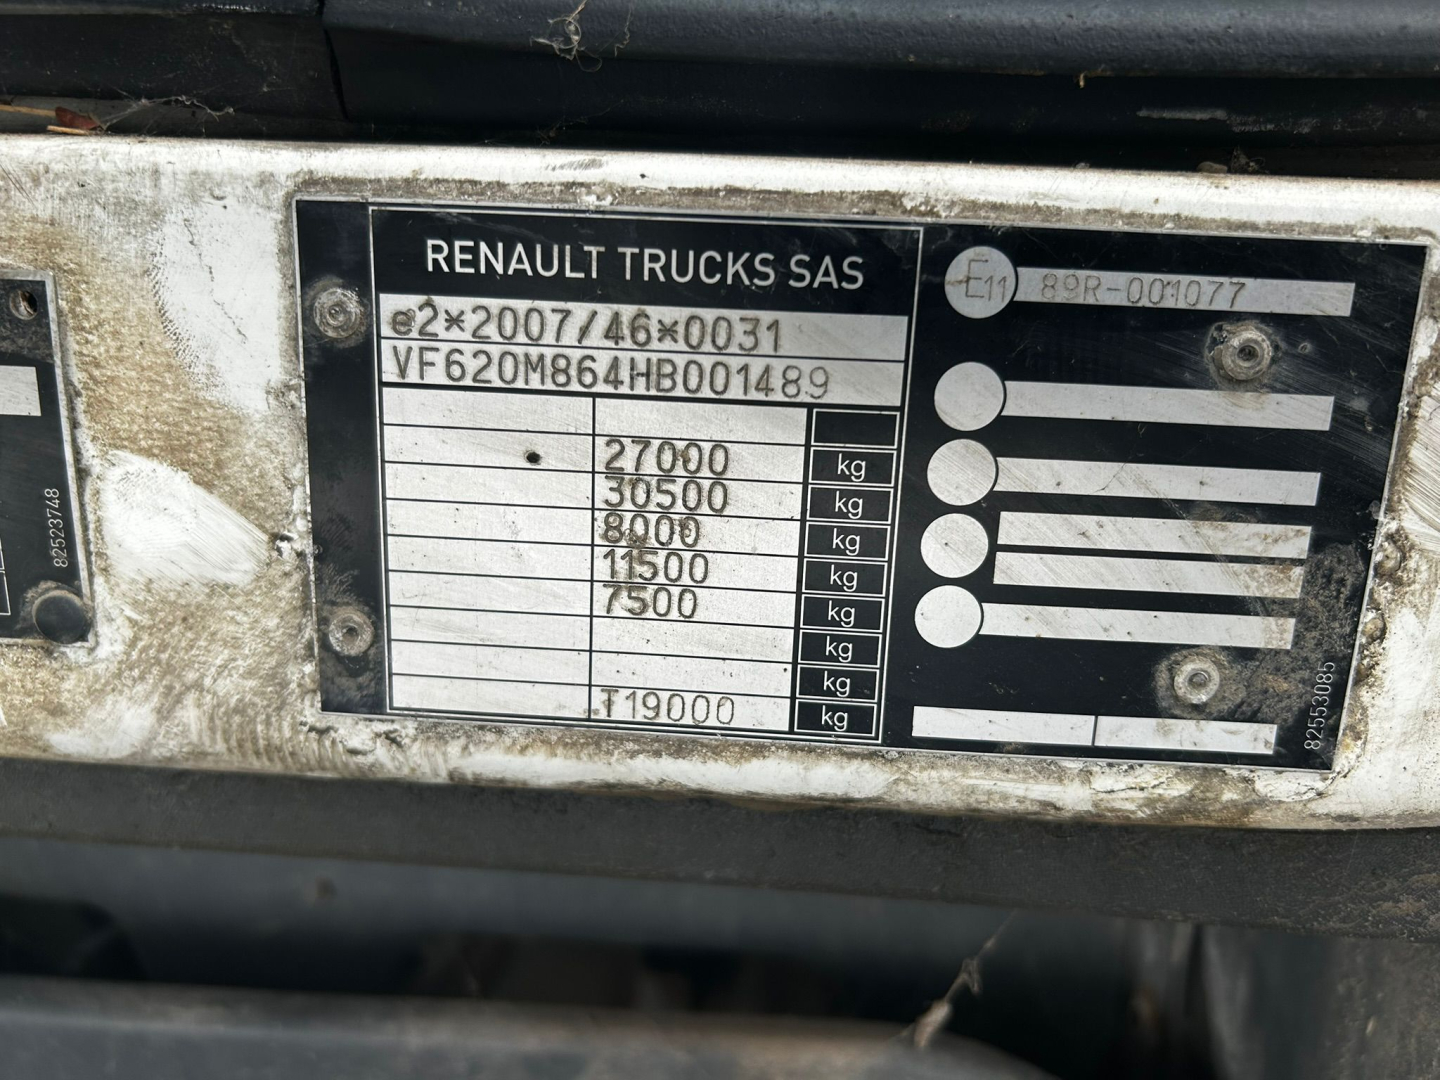 RENAULT TRUCKS SAS
e2*2007/46*0031
VF620M864HB001489
27000 kg
30500 kg
8000 kg
11500 kg
7500 kg
kg
kg
T19000 kg
E11 89R-001077
82553085
82523748